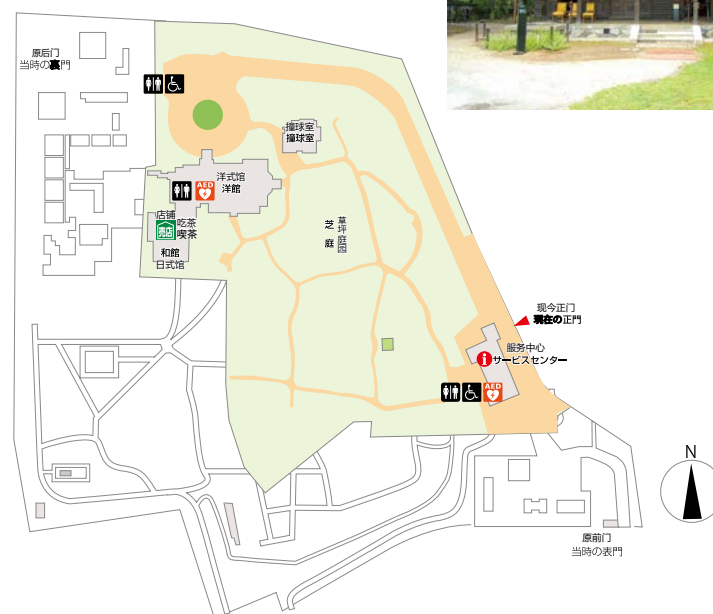 原后门
当時の裏門
撞球室
撞球室
洋式馆
洋館
AED
店铺
売店
吃茶
喫茶
和館
日式馆
芝庭
草坪庭园
现今正门
現在の正門
服务中心
サービスセンター
AED
N
原前门
当時の表門